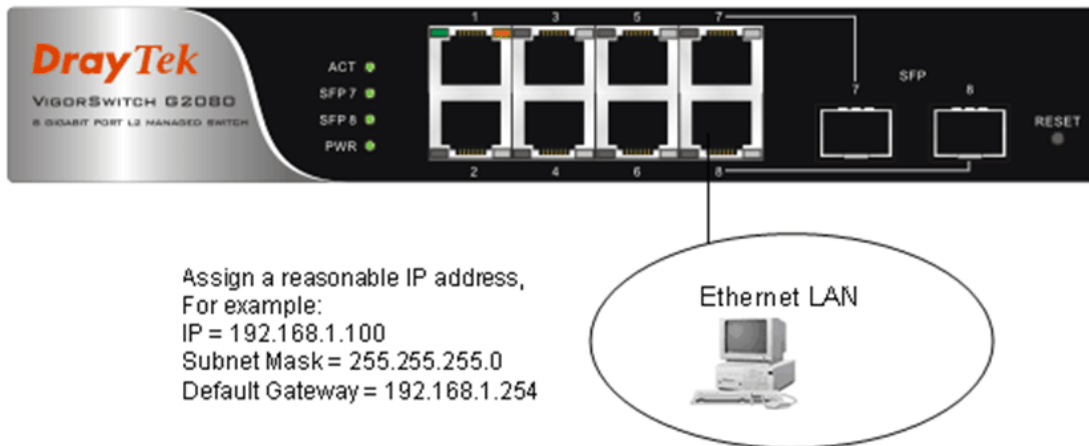 DrayTek
VIGORSWITCH G2080
8 GIGABIT PORT L2 MANAGED SWITCH
ACT
SFP 7
SFP 8
PWR
1 3 5 7
2 4 6 8
SFP
7 8
RESET
Assign a reasonable IP address,
For example:
IP = 192.168.1.100
Subnet Mask = 255.255.255.0
Default Gateway = 192.168.1.254
Ethernet LAN